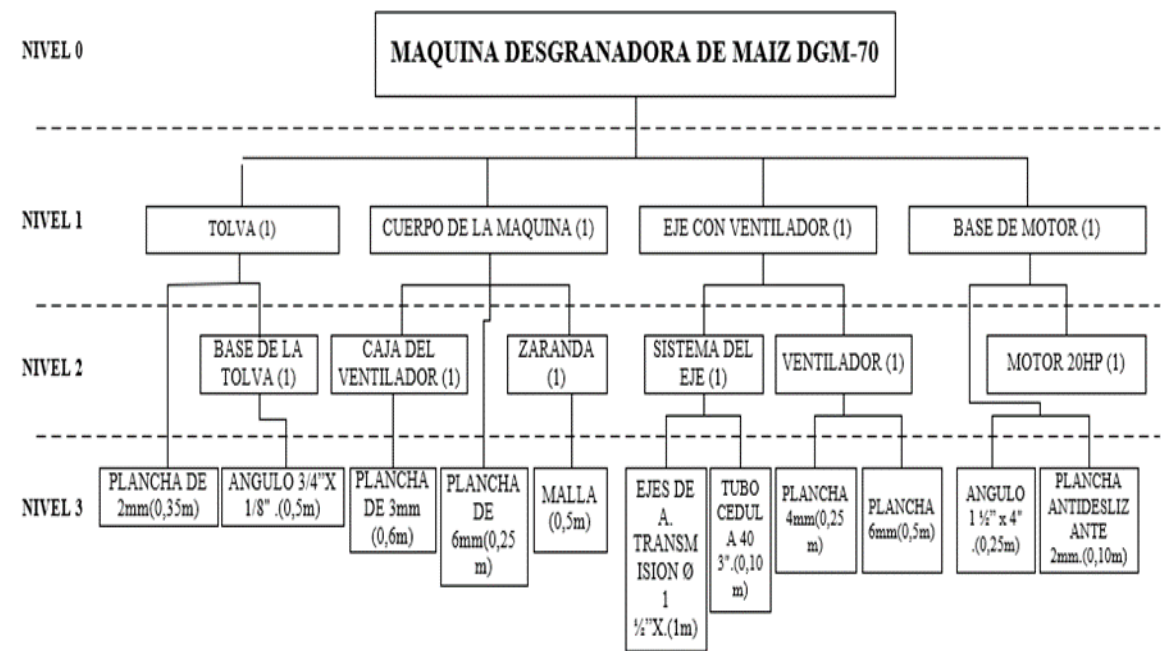 NIVEL 0
MAQUINA DESGRANADORA DE MAIZ DGM-70
NIVEL 1
TOLVA (1)
CUERPO DE LA MAQUINA (1)
EJE CON VENTILADOR (1)
BASE DE MOTOR (1)
NIVEL 2
BASE DE LA
TOLVA (1)
CAJA DEL
VENTILADOR (1)
ZARANDA
(1)
SISTEMA DEL
EJE (1)
VENTILADOR (1)
MOTOR 20HP (1)
NIVEL 3
PLANCHA DE
2mm(0,35m)
ANGULO 3/4”X
1/8" .(0,5m)
PLANCHA
DE 3mm
(0,6m)
PLANCHA
DE
6mm(0,25
m)
MALLA
(0,5m)
EJES DE
A.
TRANSM
ISION Ø
1
½”X.(1m)
TUBO
CEDUL
A 40
3".(0,10
m)
PLANCHA
4mm(0,25
m)
PLANCHA
6mm(0,5m)
ANGULO
1 ½” x 4"
.(0,25m)
PLANCHA
ANTIDESLIZ
ANTE
2mm.(0,10m)